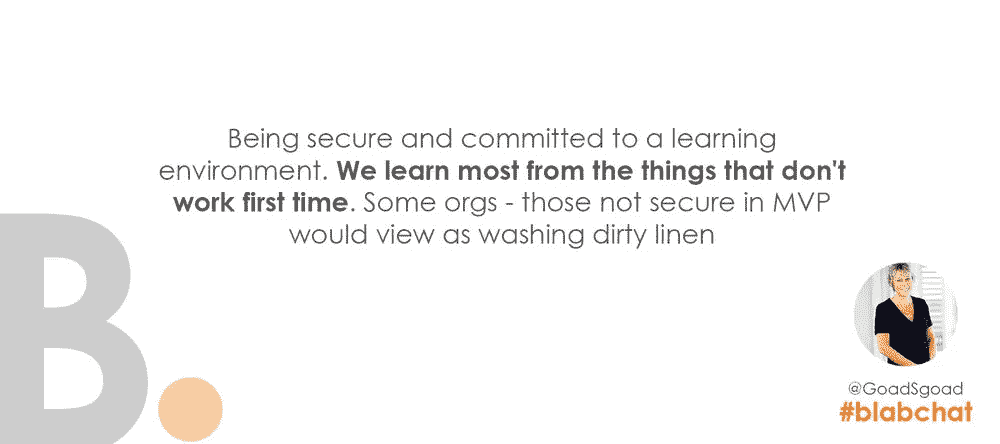 Being secure and committed to a learning
environment. We learn most from the things that don't
work first time. Some orgs - those not secure in MVP
would view as washing dirty linen
B.
@GoadSgoad
#blabchat